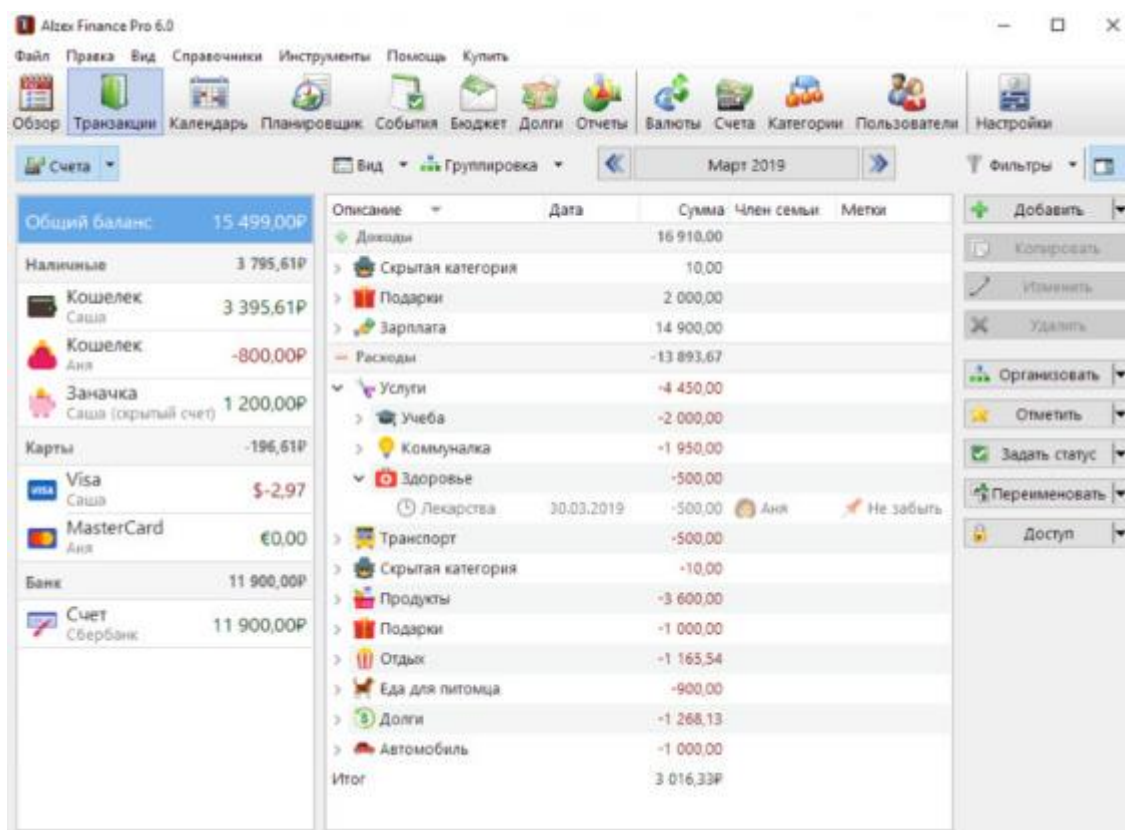 Alzex Finance Pro 6.0
Файл Правка Вид Справочники Инструменты Помощь Купить
Обзор Транзакции Календарь Планировщик События Бюджет Долги Отчеты Валюты Счета Категории Пользователи Настройки
Счета Вид Группировка Март 2019 Фильтры
Общий баланс 15 499,00₽
Наличные 3 795,61₽
Кошелек 3 395,61₽
Саша
Кошелек -800,00₽
Аня
Заначка 1 200,00₽
Саша (скрытый счет)
Карты -196,61₽
VISA Visa $-2,97
Саша
MasterCard €0,00
Аня
Банк 11 900,00₽
Счет 11 900,00₽
Сбербанк
Описание Дата Сумма Член семьи Метки
Доходы 16 910,00
Скрытая категория 10,00
Подарки 2 000,00
Зарплата 14 900,00
Расходы -13 893,67
Услуги -4 450,00
Учеба -2 000,00
Коммуналка -1 950,00
Здоровье -500,00
Лекарства 30.03.2019 -500,00 Аня Не забыть
Транспорт -500,00
Скрытая категория -10,00
Продукты -3 600,00
Подарки -1 000,00
Отдых -1 165,54
Еда для питомца -900,00
Долги -1 268,13
Автомобиль -1 000,00
Итог 3 016,33₽
Добавить
Копировать
Изменить
Удалить
Организовать
Отметить
Задать статус
Переименовать
Доступ